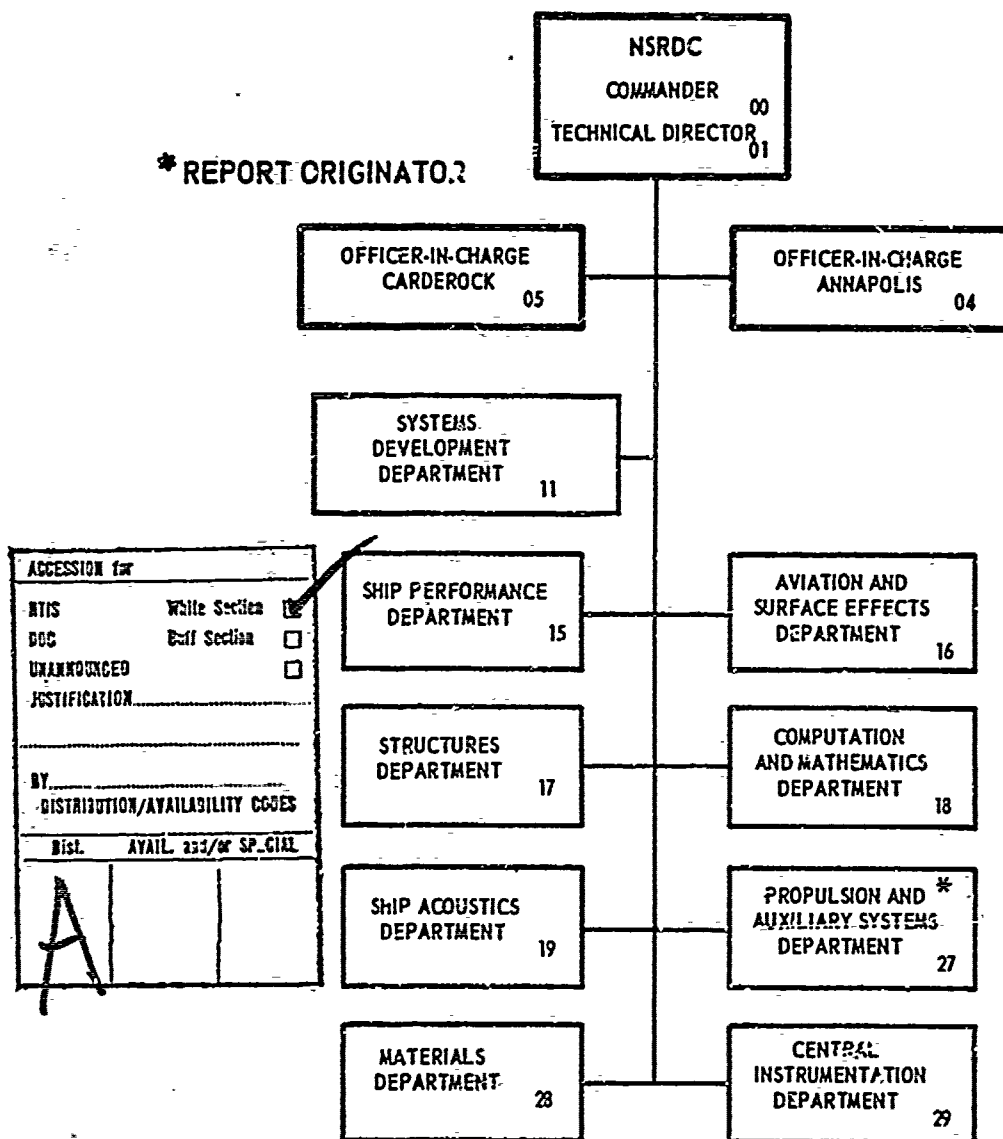 NSRDC
COMMANDER
00
TECHNICAL DIRECTOR
01
* REPORT ORIGINATOR
OFFICER-IN-CHARGE
CARDEROCK
05
OFFICER-IN-CHARGE
ANNAPOLIS
04
SYSTEMS
DEVELOPMENT
DEPARTMENT
11
SHIP PERFORMANCE
DEPARTMENT
15
AVIATION AND
SURFACE EFFECTS
DEPARTMENT
16
STRUCTURES
DEPARTMENT
17
COMPUTATION
AND MATHEMATICS
DEPARTMENT
18
SHIP ACOUSTICS
DEPARTMENT
19
PROPULSION AND *
AUXILIARY SYSTEMS
DEPARTMENT
27
MATERIALS
DEPARTMENT
28
CENTRAL
INSTRUMENTATION
DEPARTMENT
29
ACCESSION for
NTIS White Section
DDC Buff Section
UNANNOUNCED
JUSTIFICATION
BY
DISTRIBUTION/AVAILABILITY CODES
Dist. AVAIL. and/or SPECIAL
A